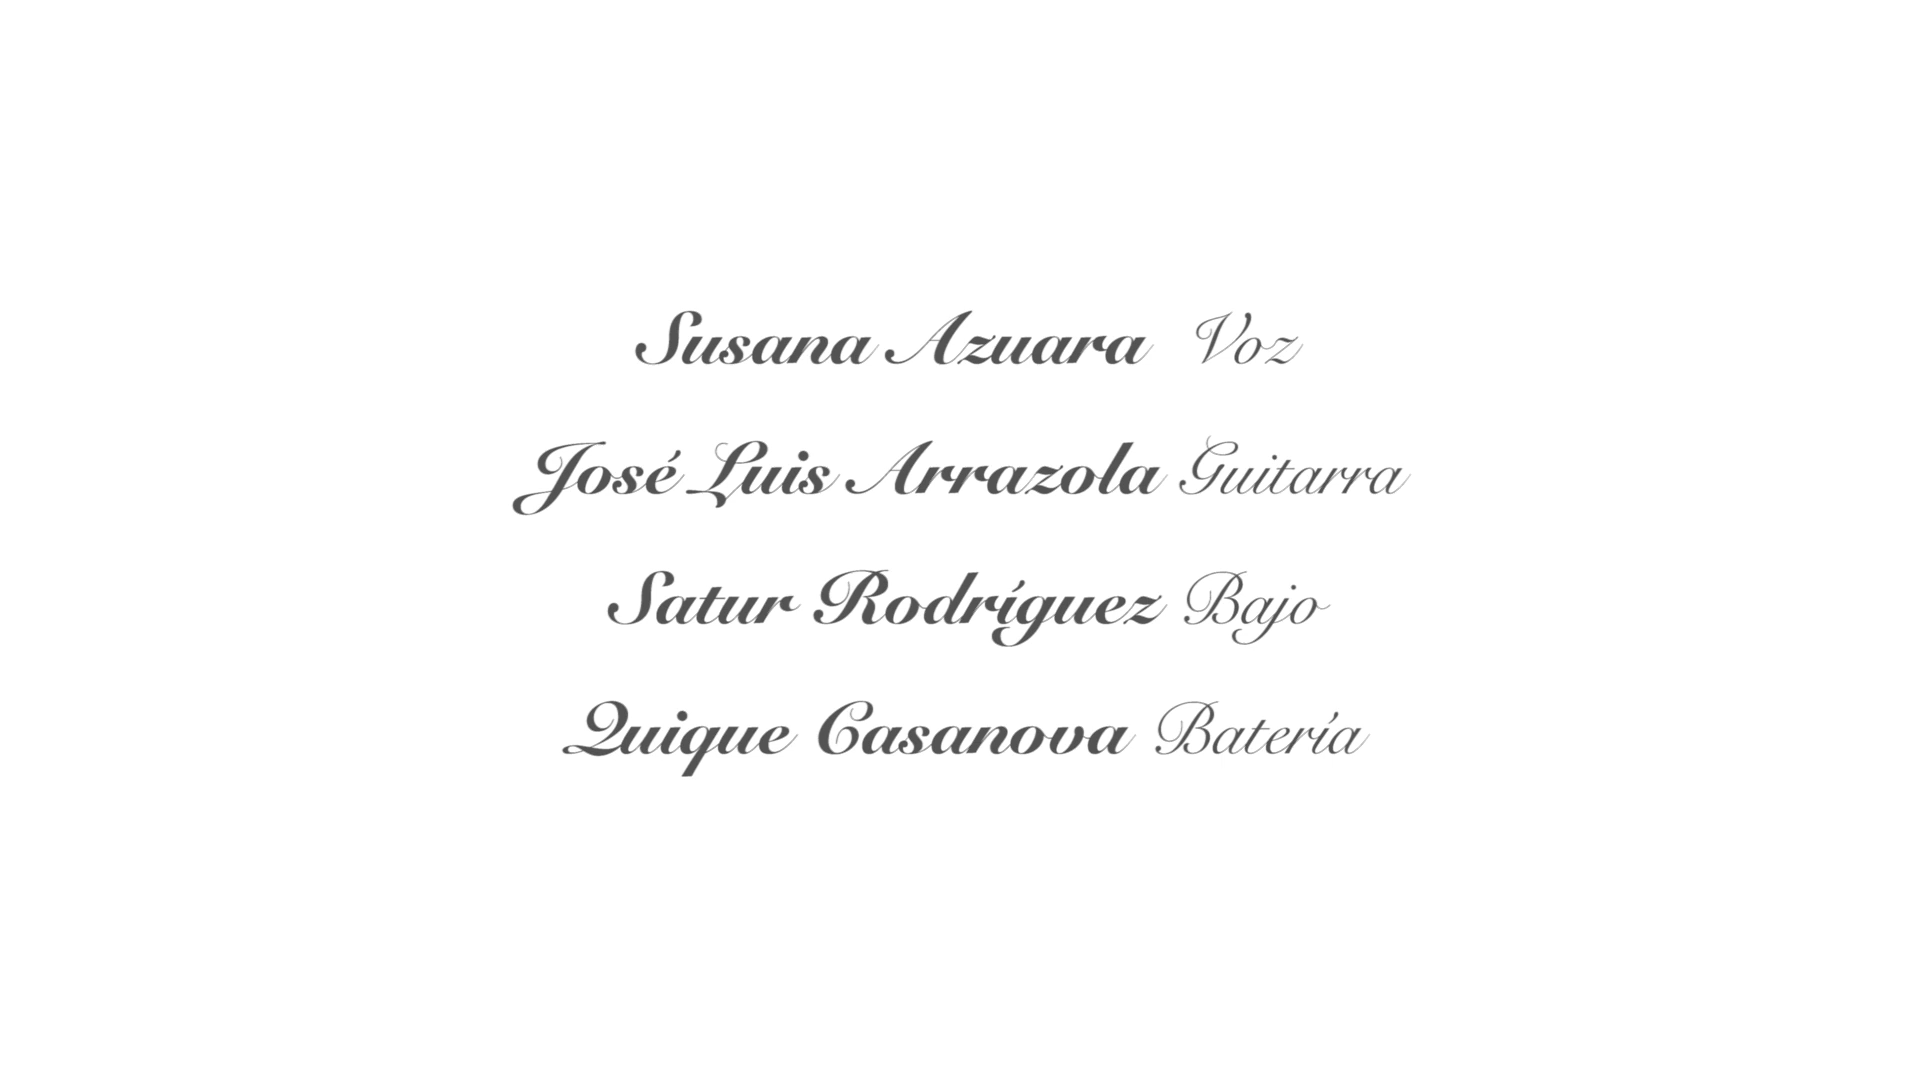 Susana Azuara Voz
José Luis Arrazola Guitarra
Satur Rodríguez Bajo
Quique Casanova Batería